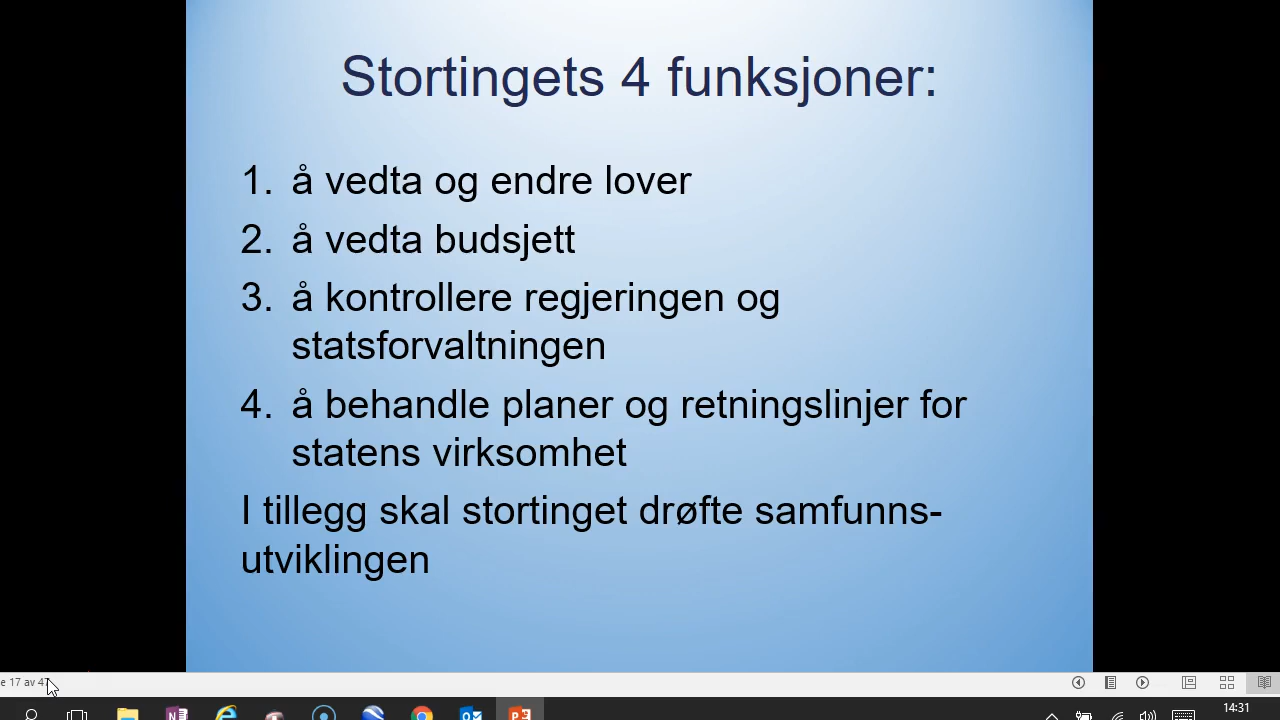 Stortingets 4 funksjoner:
1. å vedta og endre lover
2. å vedta budsjett
3. å kontrollere regjeringen og
statsforvaltningen
4. å behandle planer og retningslinjer for
statens virksomhet
I tillegg skal stortinget drøfte samfunns-
utviklingen
e 17 av
14:31